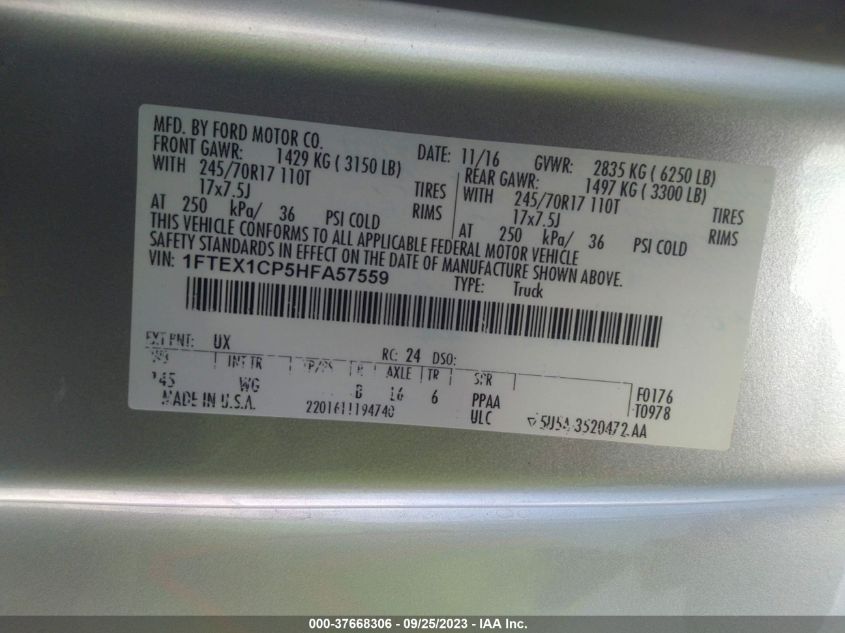 MFD. BY FORD MOTOR CO.
DATE: 11/16 GVWR: 2835 KG ( 6250 LB)
FRONT GAWR: 1429 KG ( 3150 LB) REAR GAWR: 1497 KG ( 3300 LB)
WITH 245/70R17 110T TIRES WITH 245/70R17 110T TIRES
17x7.5J RIMS 17x7.5J RIMS
AT 250 kPa/ 36 PSI COLD AT 250 kPa/ 36 PSI COLD
THIS VEHICLE CONFORMS TO ALL APPLICABLE FEDERAL MOTOR VEHICLE
SAFETY STANDARDS IN EFFECT ON THE DATE OF MANUFACTURE SHOWN ABOVE.
VIN: 1FTEX1CP5HFA57559 TYPE: Truck
EXT PNT: UX RC: 24 DSO:
INT TR AXLE TR SPR F0176
145 WG B 16 6 PPAA T0978
MADE IN U.S.A. 2201611194740 ULC 5U5A 3520472 AA
000-37668306 - 09/25/2023 - IAA Inc.